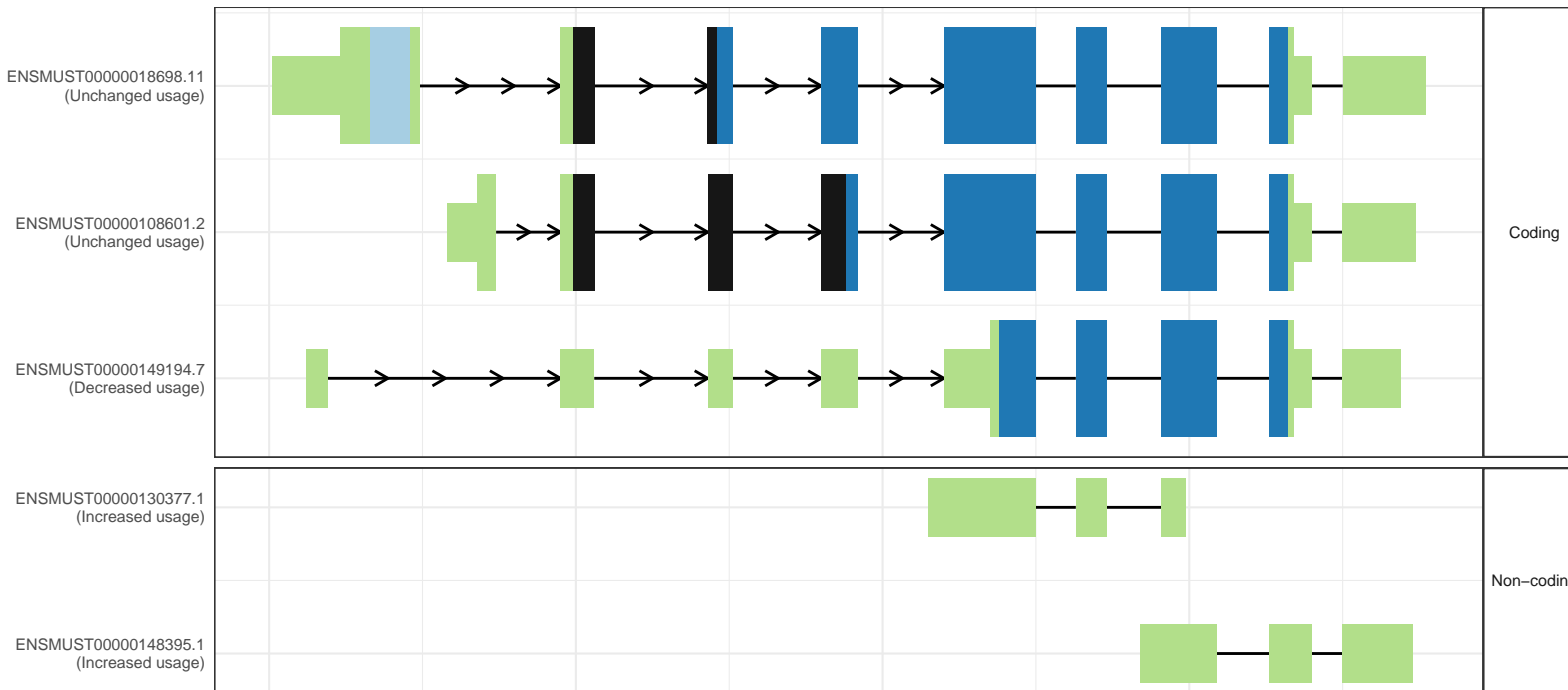 ENSMUST00000018698.11
(Unchanged usage)
ENSMUST00000108601.2
(Unchanged usage)
Coding
ENSMUST00000149194.7
(Decreased usage)
ENSMUST00000130377.1
(Increased usage)
Non−codin
ENSMUST00000148395.1
(Increased usage)